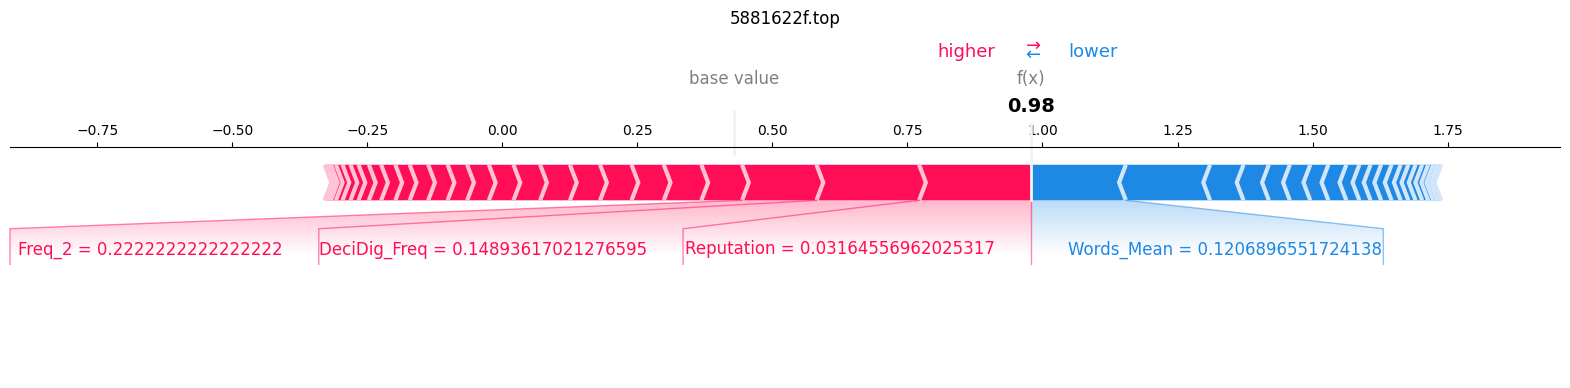 5881622f.top
higher ⇄ lower
base value f(x)
0.98
−0.75 −0.50 −0.25 0.00 0.25 0.50 0.75 1.00 1.25 1.50 1.75
Freq_2 = 0.2222222222222222 DeciDig_Freq = 0.14893617021276595 Reputation = 0.03164556962025317 Words_Mean = 0.1206896551724138